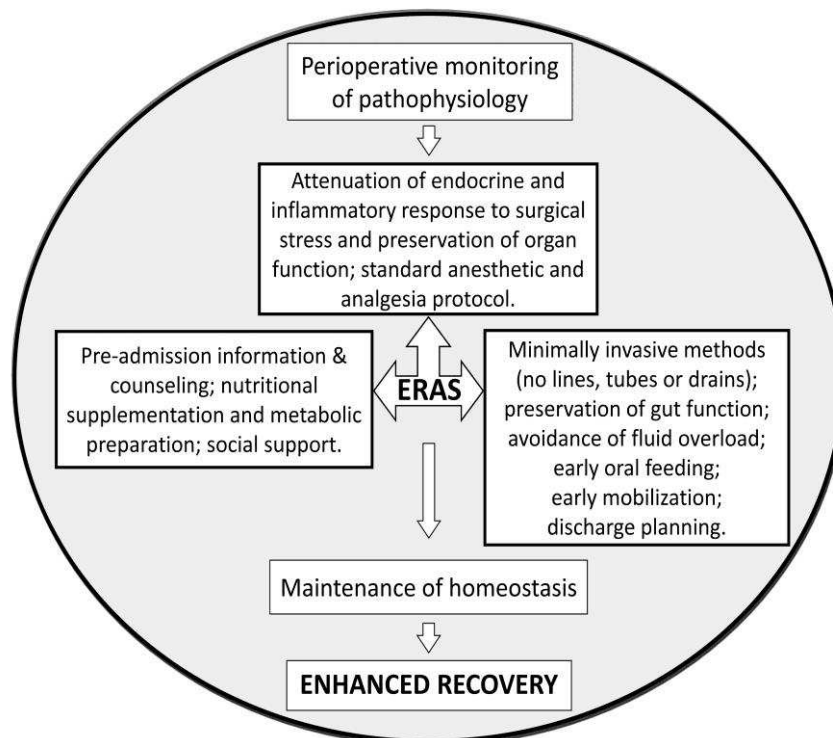 Perioperative monitoring
of pathophysiology
Attenuation of endocrine and
inflammatory response to surgical
stress and preservation of organ
function; standard anesthetic and
analgesia protocol.
Pre-admission information &
counseling; nutritional
supplementation and metabolic
preparation; social support.
ERAS
Minimally invasive methods
(no lines, tubes or drains);
preservation of gut function;
avoidance of fluid overload;
early oral feeding;
early mobilization;
discharge planning.
Maintenance of homeostasis
ENHANCED RECOVERY